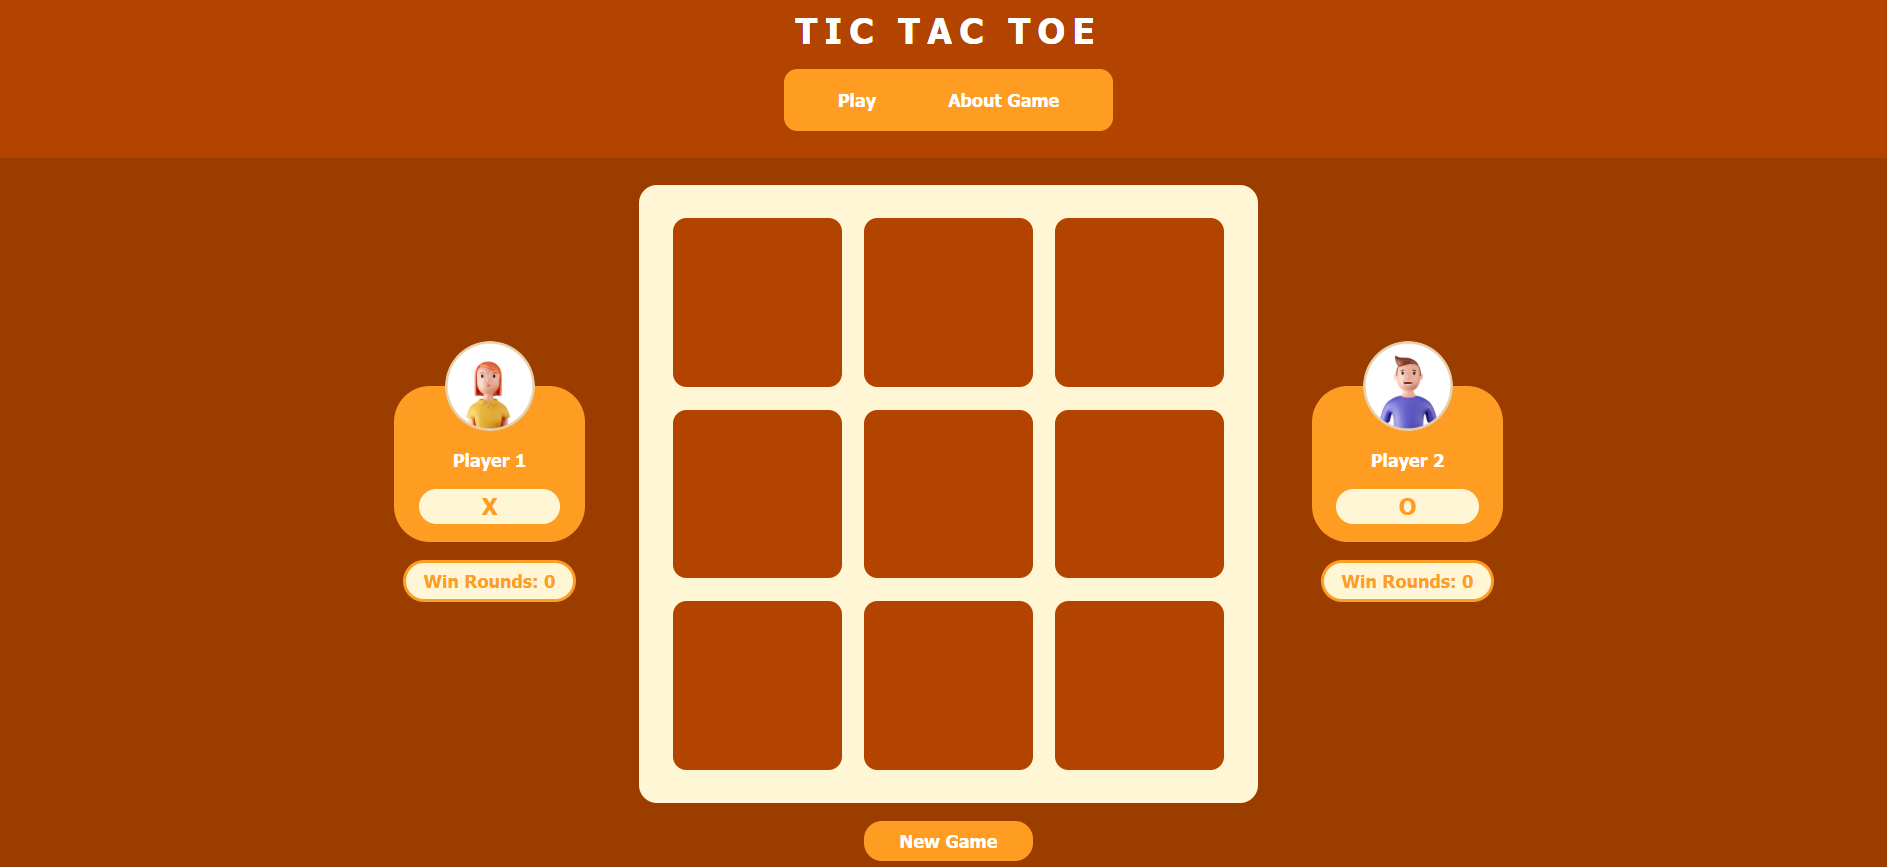 TIC TAC TOE
Play
About Game
Player 1
X
Win Rounds: 0
Player 2
O
Win Rounds: 0
New Game